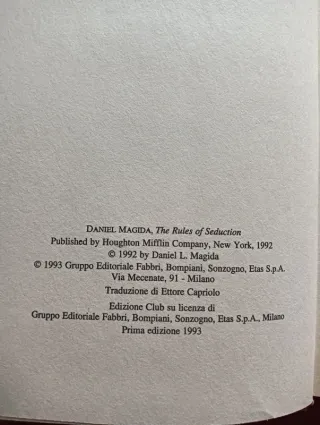 DANIEL MAGIDA, The Rules of Seduction
Published by Houghton Mifflin Company, New York, 1992
© 1992 by Daniel L. Magida
© 1993 Gruppo Editoriale Fabbri, Bompiani, Sonzogno, Etas S.p.A.
Via Mecenate, 91 - Milano
Traduzione di Ettore Capriolo
Edizione Club su licenza di
Gruppo Editoriale Fabbri, Bompiani, Sonzogno, Etas S.p.A., Milano
Prima edizione 1993